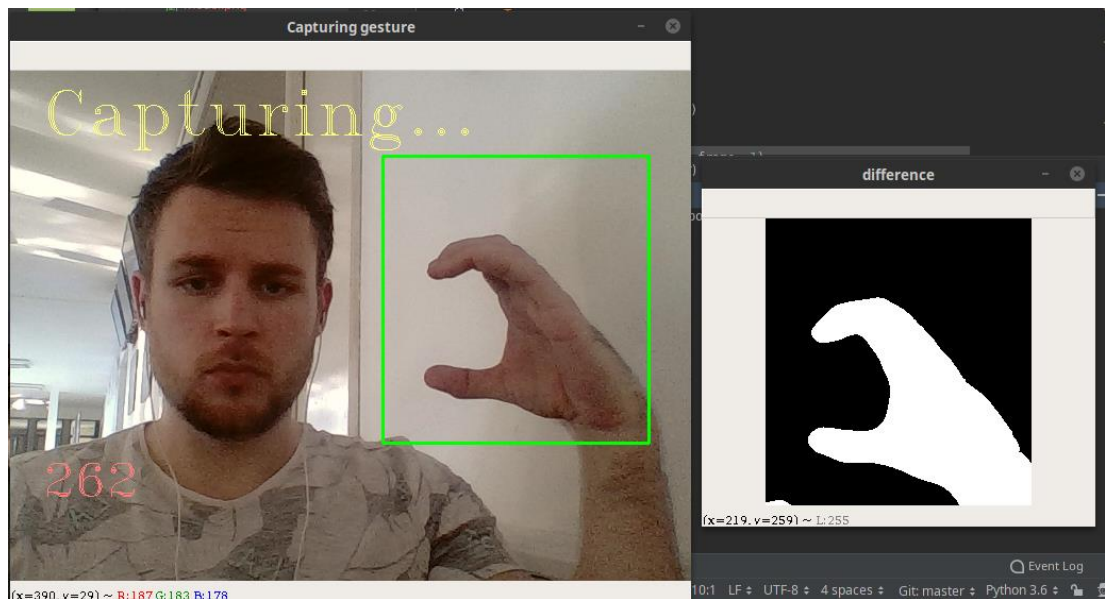 Capturing gesture
Capturing...
262
(x=390, y=29) ~ R:187 G:183 B:178
difference
(x=219, y=259) ~ L:255
Event Log
10:1 LF UTF-8 4 spaces Git: master Python 3.6